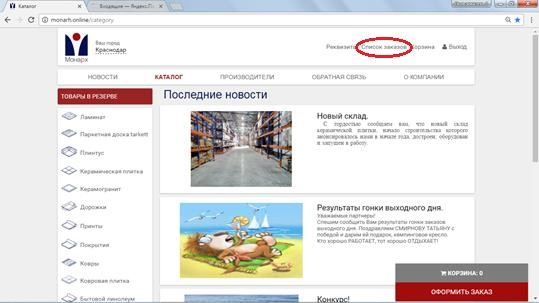 Каталог
Входящие — Яндекс.По
monarh.online/category
Монарх
Ваш город
Краснодар
Реквизиты Список заказов Корзина Выход
НОВОСТИ КАТАЛОГ ПРОИЗВОДИТЕЛИ ОБРАТНАЯ СВЯЗЬ О КОМПАНИИ
ТОВАРЫ В РЕЗЕРВЕ
Ламинат
Паркетная доска tarkett
Плинтус
Керамическая плитка
Керамогранит
Дорожки
Принты
Покрытия
Ковры
Ковровая плитка
Бытовой линолеум
Последние новости
Новый склад.
С гордостью сообщаем вам, что новый склад
керамической плитки, начало строительства которого
анонсировалось нами в начале года, достроен, оборудован
и запущен в работу.
Результаты гонки выходного дня.
Уважаемые партнеры!
Спешим сообщить Вам результаты гонки заказов
выходного дня. Поздравляем СМИРНОВУ ТАТЬЯНУ с
победой и дарим ей подарок, кемпинговое кресло.
Кто хорошо РАБОТАЕТ, тот хорошо ОТДЫХАЕТ!
Конкурс!
КОРЗИНА: 0
ОФОРМИТЬ ЗАКАЗ